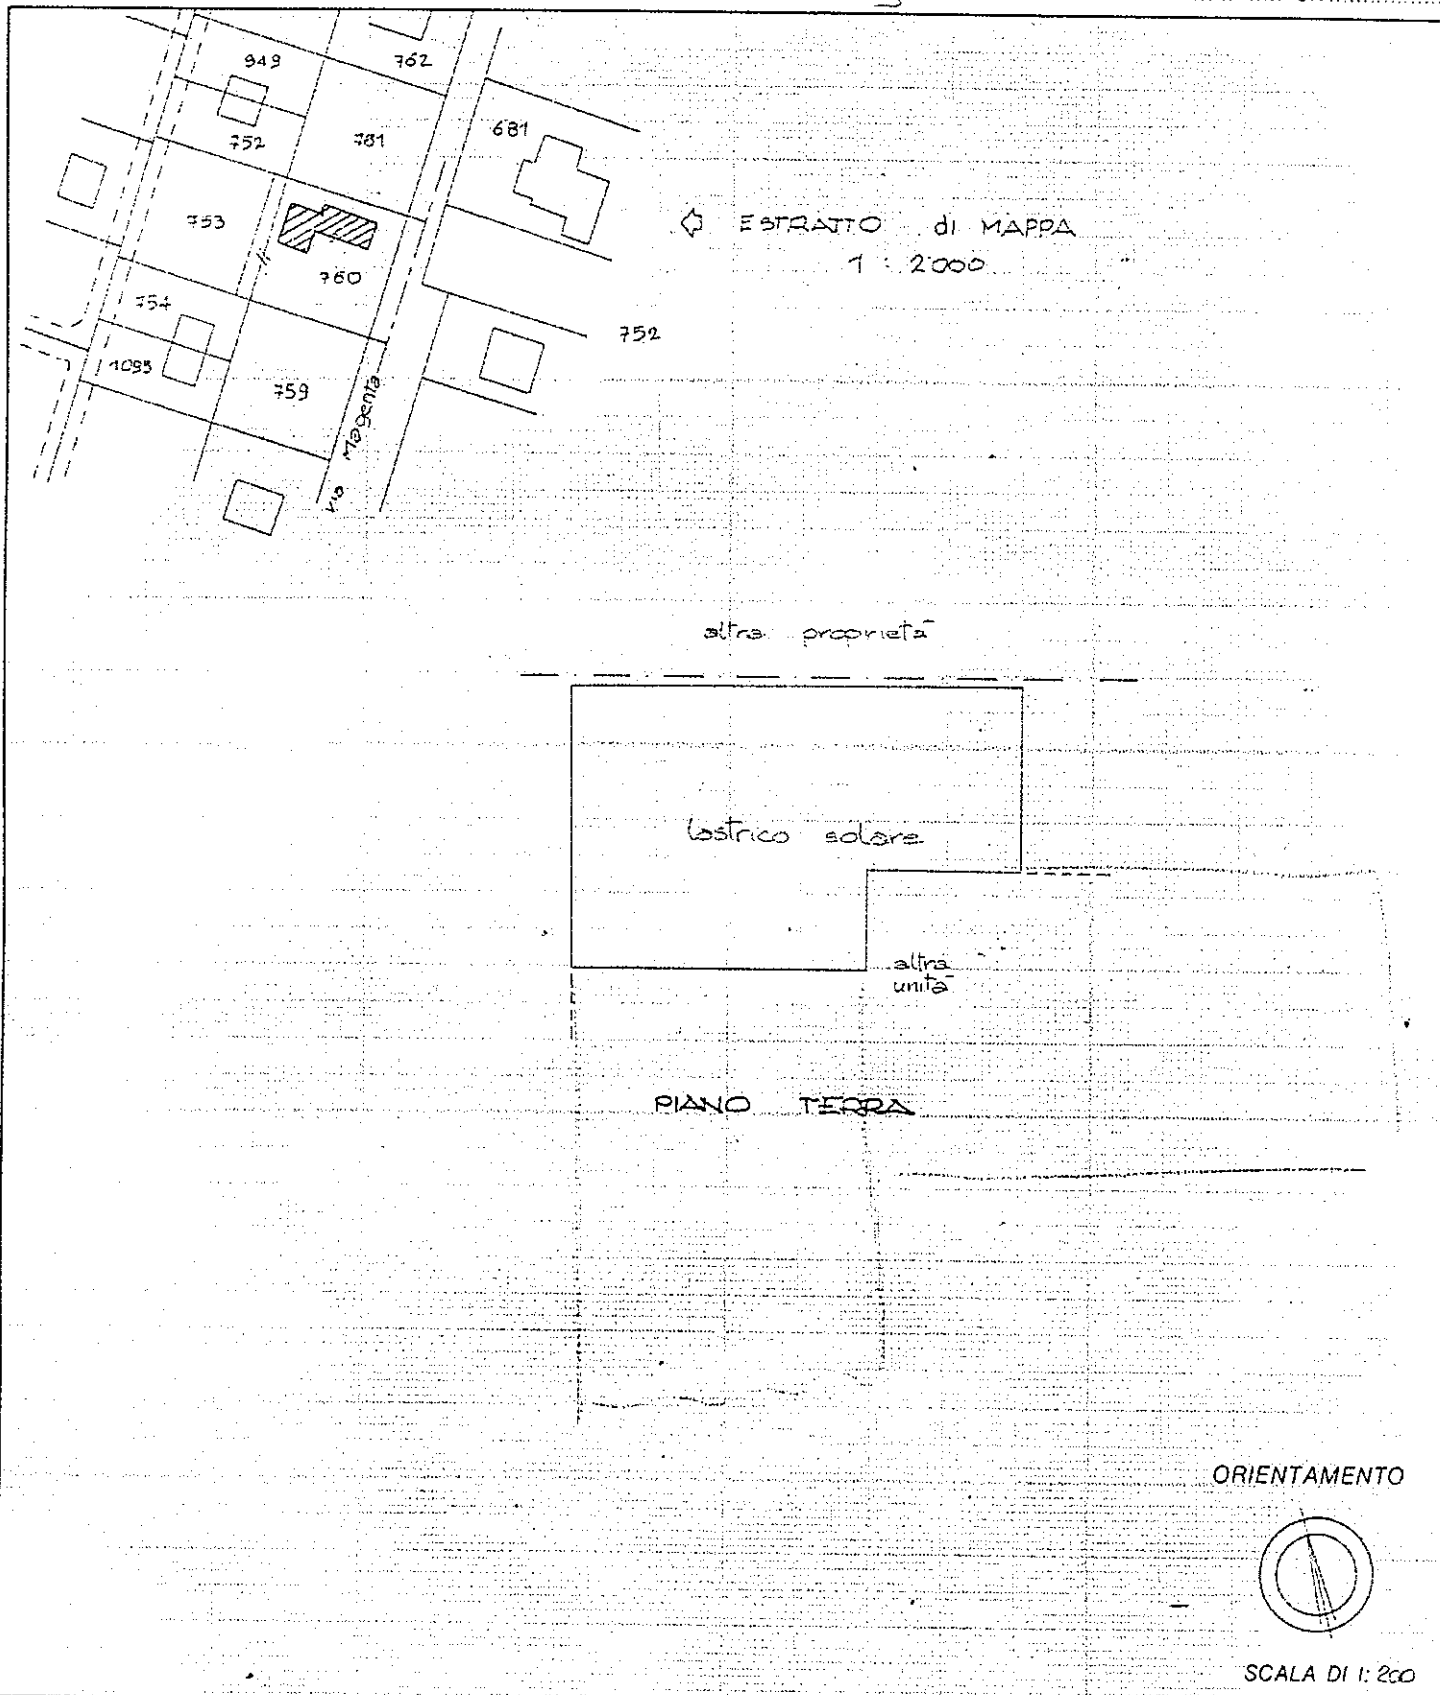 949
762
752
781
681
753
760
ESTRATTO di MAPPA
1 : 2000
754
752
1095
759
via Magenta
altra proprietà
lastrico solare
altra
unità
PIANO TERRA
ORIENTAMENTO
SCALA DI 1: 200